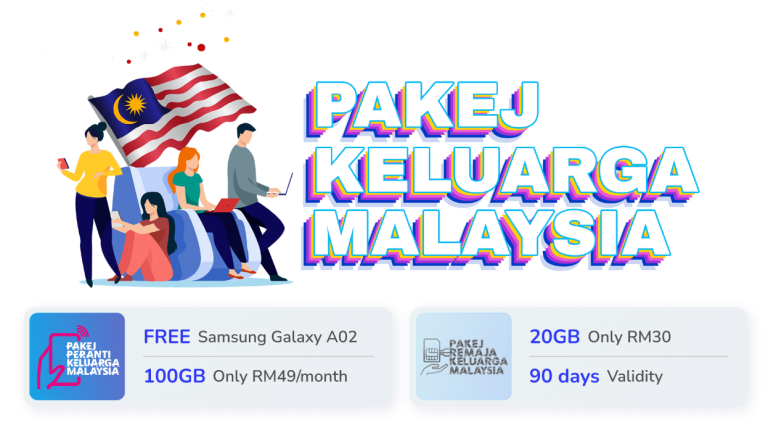 PAKEJ
KELUARGA
MALAYSIA
PAKEJ
PERANTI
KELUARGA
MALAYSIA
FREE Samsung Galaxy A02
100GB Only RM49/month
PAKEJ
REMAJA
KELUARGA
MALAYSIA
20GB Only RM30
90 days Validity